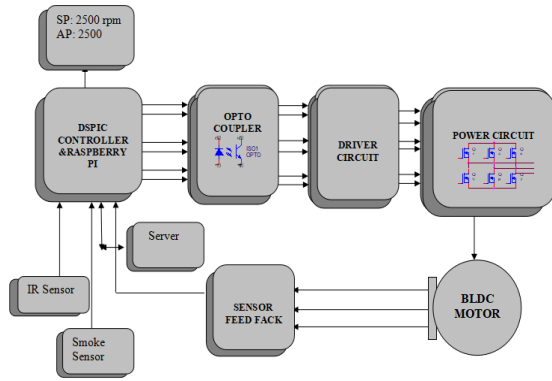 SP: 2500 rpm
AP: 2500
DSPIC
CONTROLLER
&RASPBERRY
PI
OPTO
COUPLER
ISO1
OPTO
DRIVER
CIRCUIT
POWER CIRCUIT
Server
IR Sensor
Smoke
Sensor
SENSOR
FEED FACK
BLDC
MOTOR